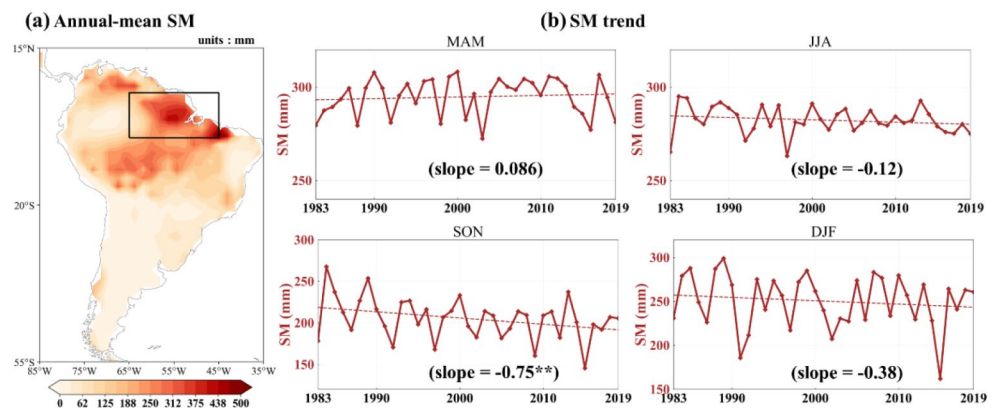 (a) Annual-mean SM
units : mm
15°N
20°S
55°S
85°W 75°W 65°W 55°W 45°W 35°W
0 62 125 188 250 312 438 500
(b) SM trend
MAM
SM (mm)
300
250
(slope = 0.086)
1983 1990 2000 2010 2019
JJA
SM (mm)
300
250
(slope = -0.12)
1983 1990 2000 2010 2019
SON
SM (mm)
300
250
200
150
(slope = -0.75**)
1983 1990 2000 2010 2019
DJF
SM (mm)
300
250
200
150
(slope = -0.38)
1983 1990 2000 2010 2019